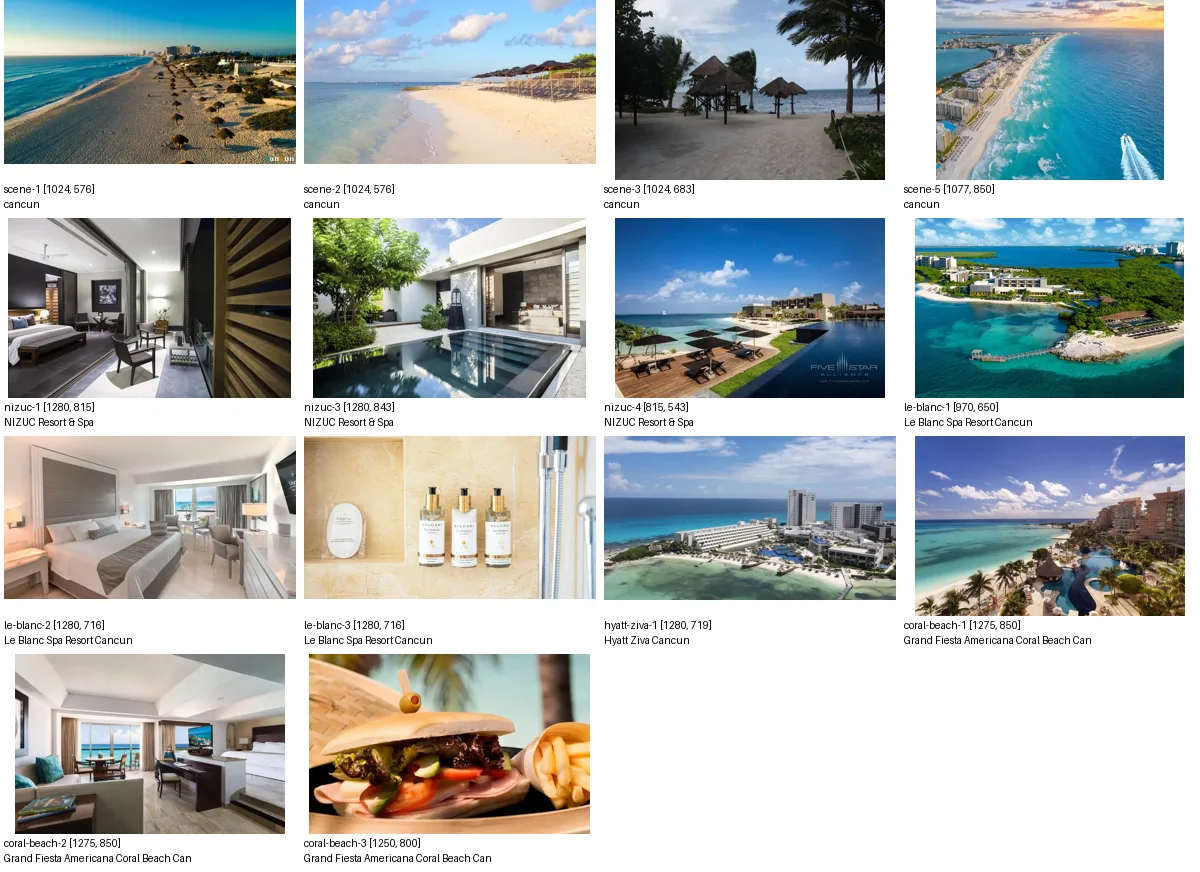 scene-1 [1024, 576]
cancun
scene-2 [1024, 576]
cancun
scene-3 [1024, 683]
cancun
scene-5 [1077, 850]
cancun
FIVE STAR
ALLIANCE
nizuc-1 [1280, 815]
NIZUC Resort & Spa
nizuc-3 [1280, 843]
NIZUC Resort & Spa
nizuc-4 [815, 543]
NIZUC Resort & Spa
le-blanc-1 [970, 650]
Le Blanc Spa Resort Cancun
BVLGARI
BVLGARI
BVLGARI
le-blanc-2 [1280, 716]
Le Blanc Spa Resort Cancun
le-blanc-3 [1280, 716]
Le Blanc Spa Resort Cancun
hyatt-ziva-1 [1280, 719]
Hyatt Ziva Cancun
coral-beach-1 [1275, 850]
Grand Fiesta Americana Coral Beach Can
coral-beach-2 [1275, 850]
Grand Fiesta Americana Coral Beach Can
coral-beach-3 [1250, 800]
Grand Fiesta Americana Coral Beach Can